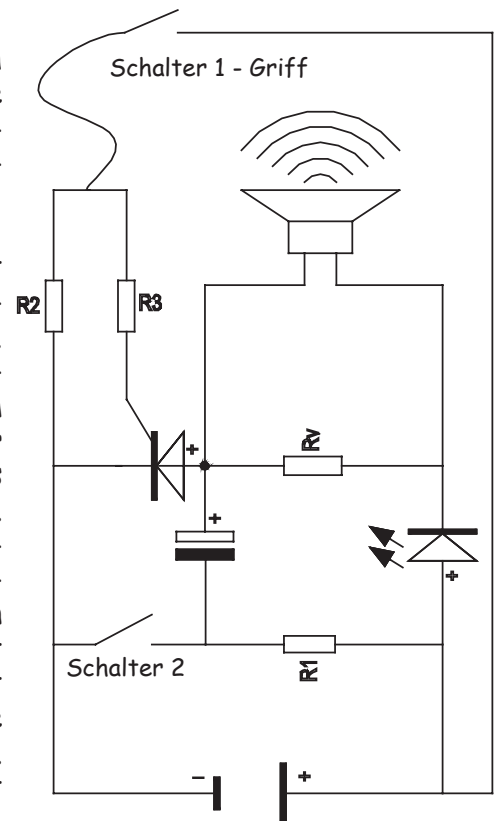 Schalter 1 - Griff
R2
R3
+
Rv
+
+
Schalter 2
R1
− +